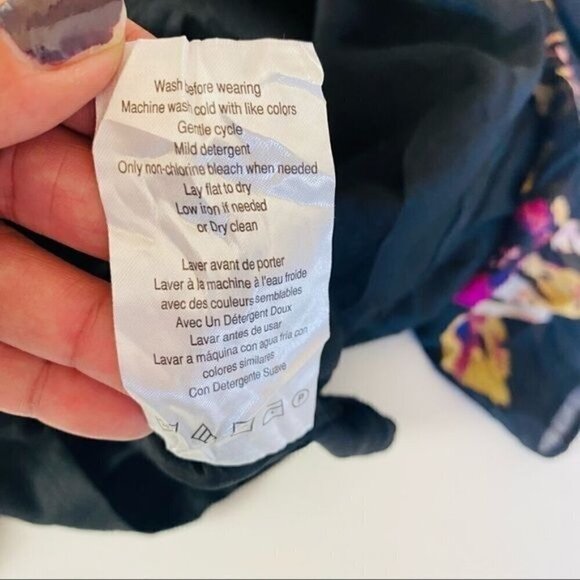 Wash before wearing
Machine wash cold with like colors
Gentle cycle
Mild detergent
Only non-chlorine bleach when needed
Lay flat to dry
Low iron if needed
or Dry clean
Laver avant de porter
Laver à la machine à l'eau froide
avec des couleurs semblables
Avec Un Détergent Doux
Lavar antes de usar
Lavar a máquina con agua fria con
colores similares
Con Detergente Suave
P